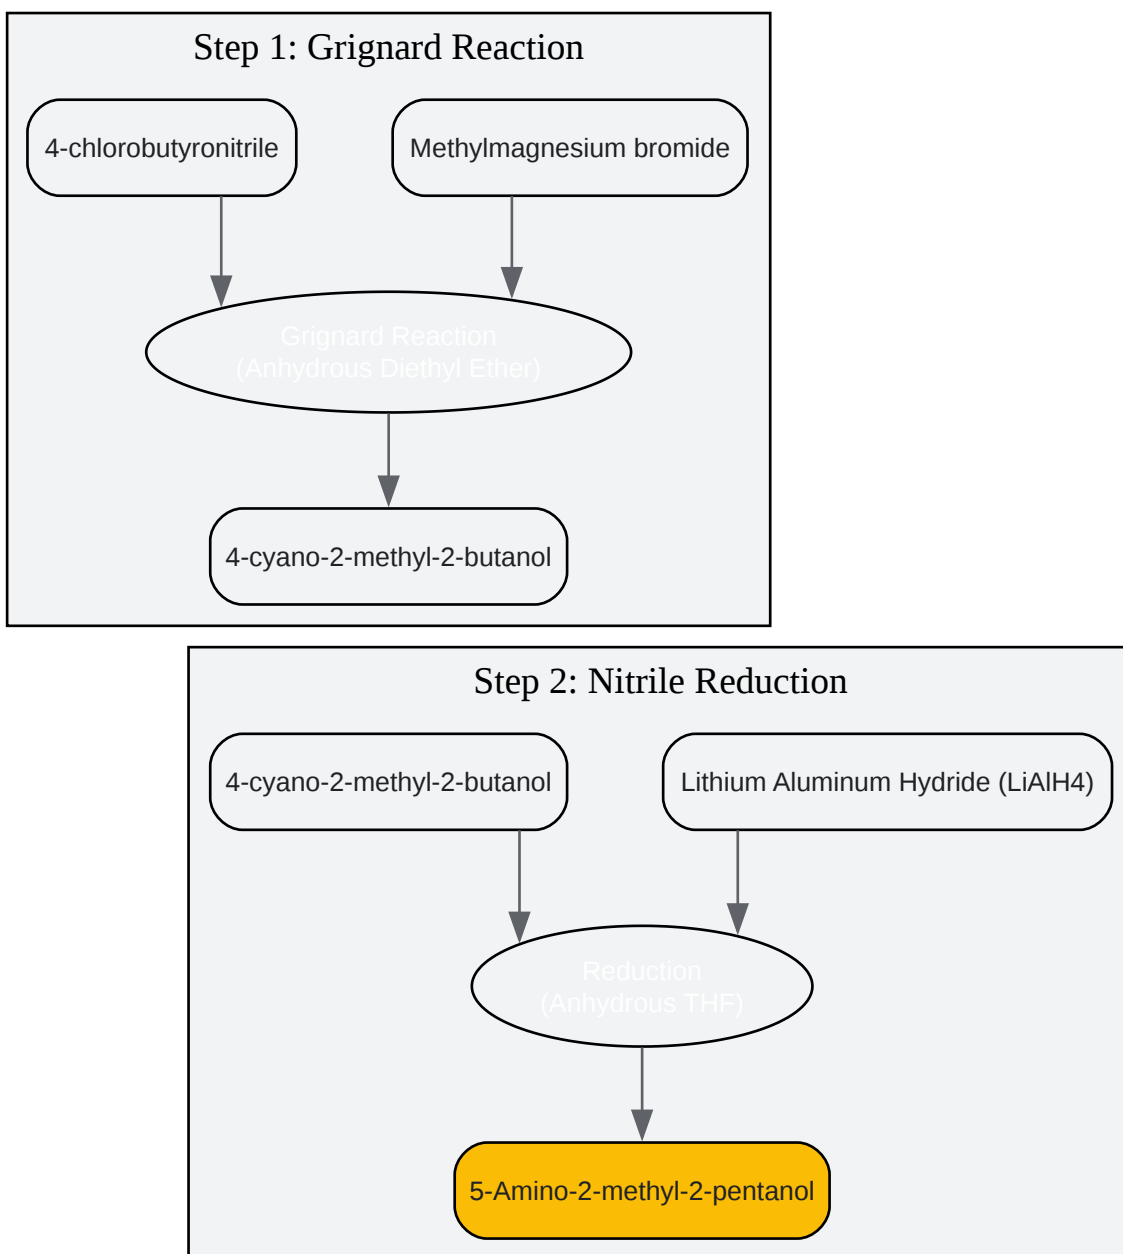 Step 1: Grignard Reaction
4-chlorobutyronitrile
Methylmagnesium bromide
Grignard Reaction
(Anhydrous Diethyl Ether)
4-cyano-2-methyl-2-butanol
Step 2: Nitrile Reduction
4-cyano-2-methyl-2-butanol
Lithium Aluminum Hydride (LiAlH4)
Reduction
(Anhydrous THF)
5-Amino-2-methyl-2-pentanol